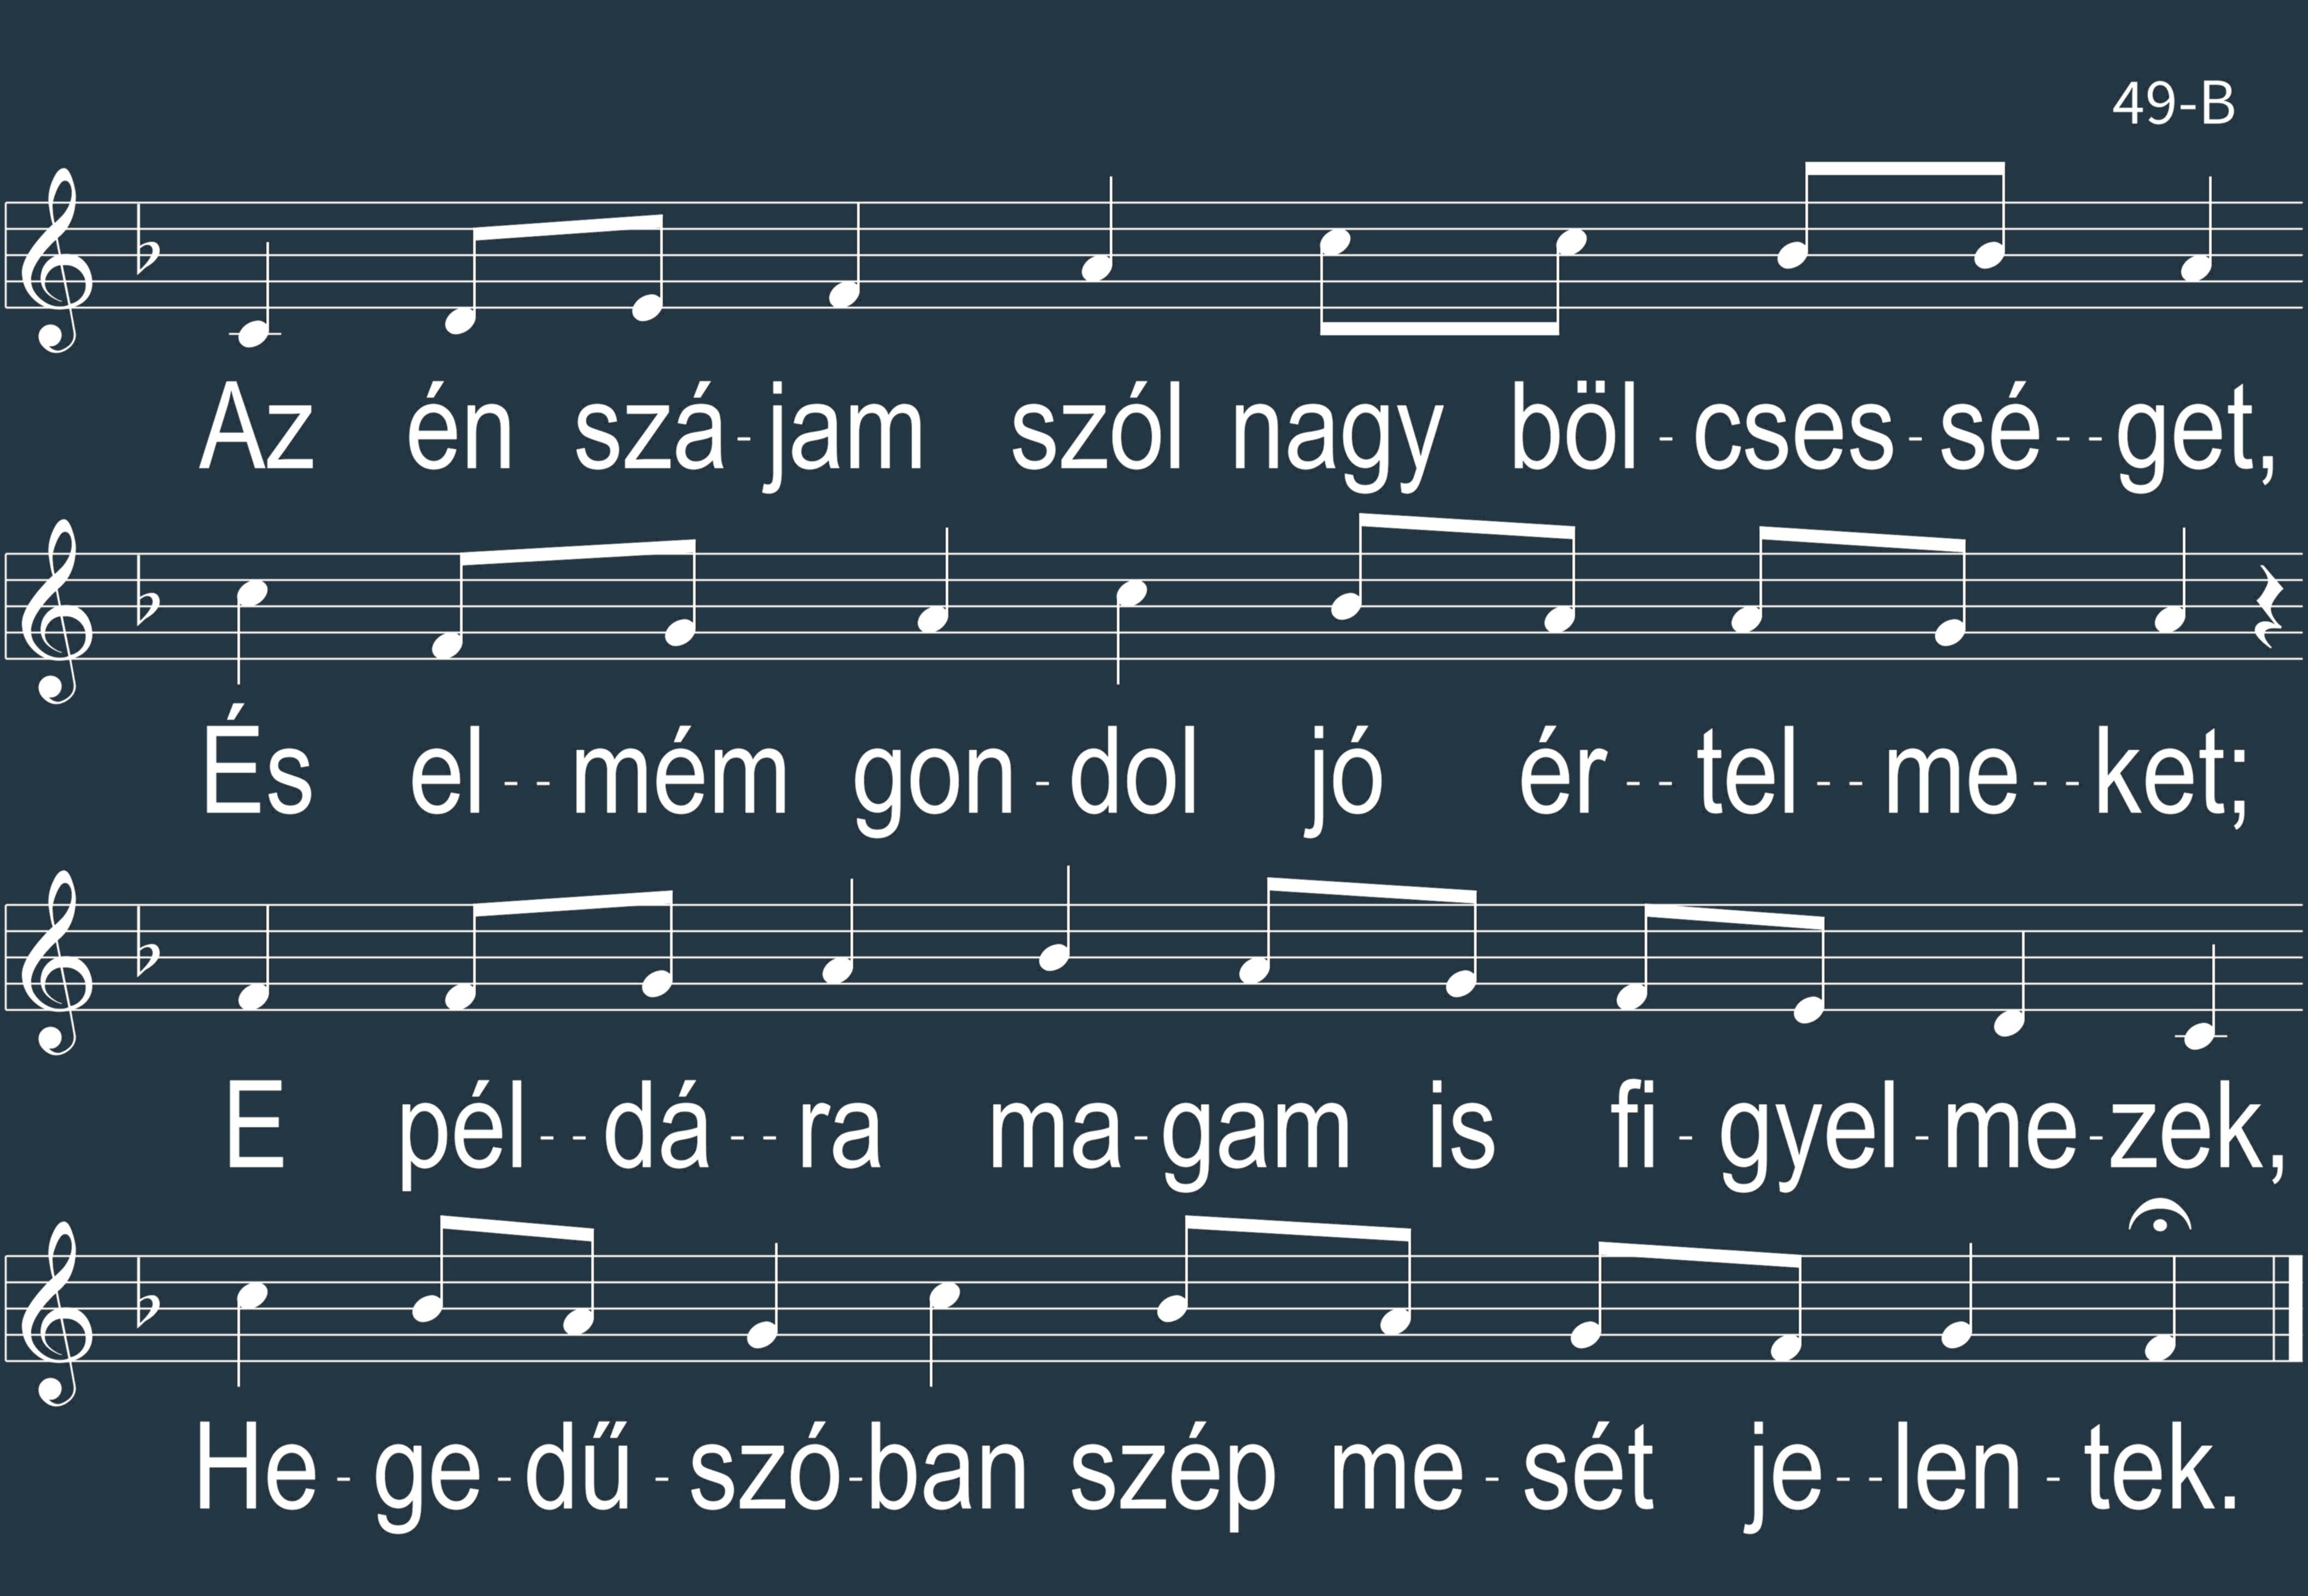 49-B
Az én szá-jam szól nagy böl-cses-sé--get,
És el--mém gon-dol jó ér--tel--me--ket;
E pél--dá--ra ma-gam is fi-gyel-me-zek,
He-ge-dű-szó-ban szép me-sét je--len-tek.